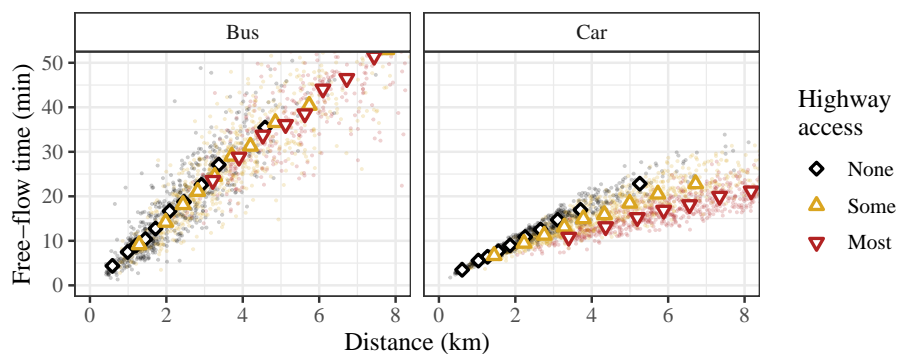 Bus
Car
Free−flow time (min)
50
40
30
20
10
0
0
2
4
6
8
0
2
4
6
8
Distance (km)
Highway
access
None
Some
Most